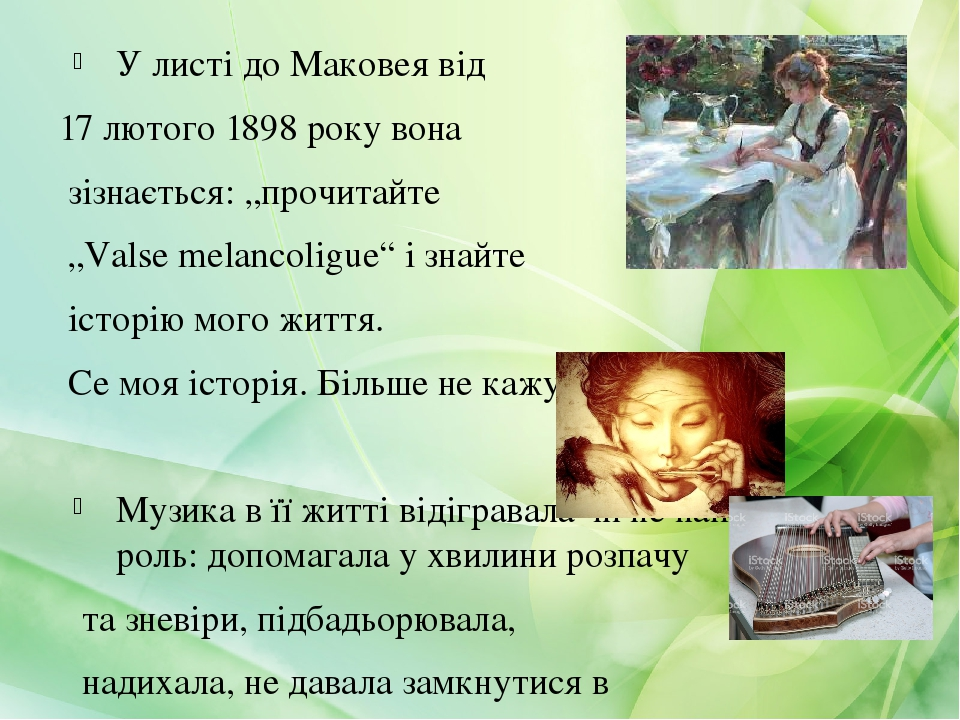 У листі до Маковея від
17 лютого 1898 року вона
зізнається: „прочитайте
„Valse melancoligue“ і знайте
історію мого життя.
Се моя історія. Більше не кажу
Музика в її житті відігравала
роль: допомагала у хвилини розпачу
та зневіри, підбадьорювала,
надихала, не давала замкнутися в
iStock
iStock
iStock
iStock